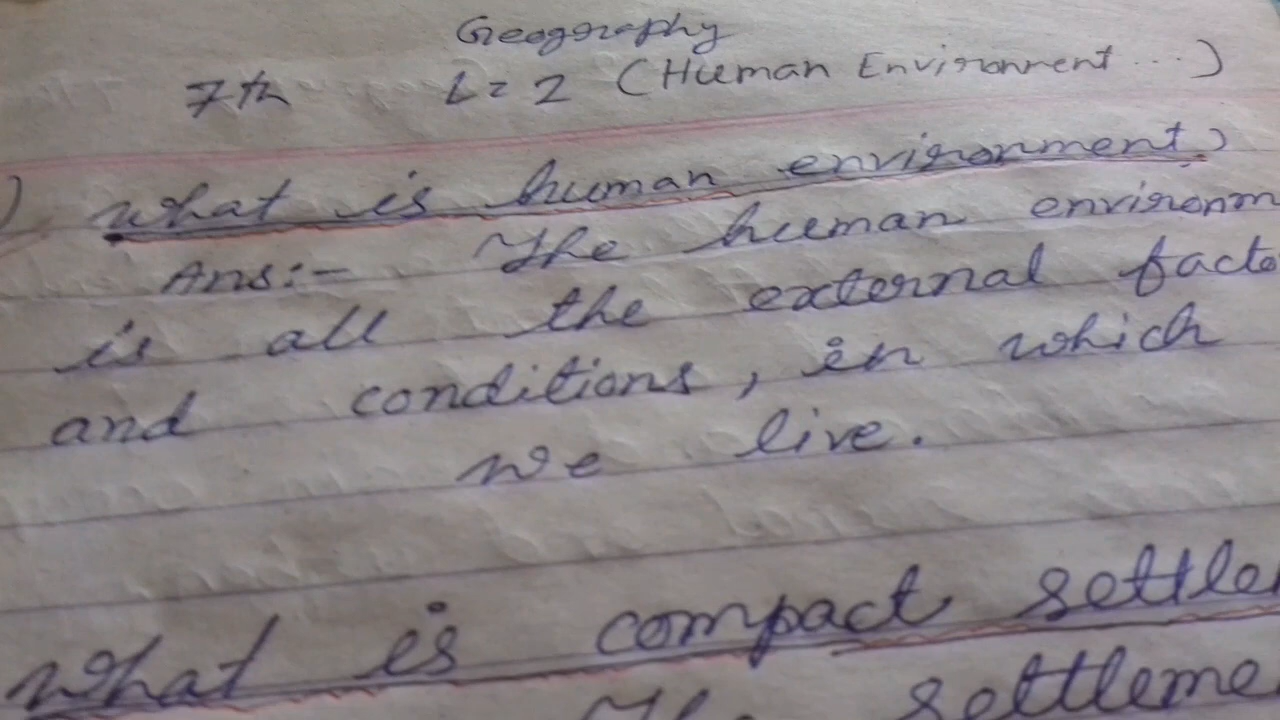 Geography
7th L=2 (Human Environment...)
) what is human environment?
Ans:- The human environm
is all the external facto
and conditions, in which
we live.
what is compact settle
The settleme